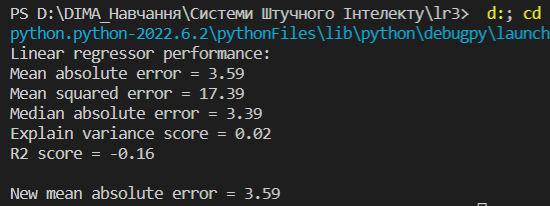 PS D:\DIMA_Навчання\Системи Штучного Інтелекту\lr3>  d:; cd
python.python-2022.6.2\pythonFiles\lib\python\debugpy\launch
Linear regressor performance:
Mean absolute error = 3.59
Mean squared error = 17.39
Median absolute error = 3.39
Explain variance score = 0.02
R2 score = -0.16
New mean absolute error = 3.59